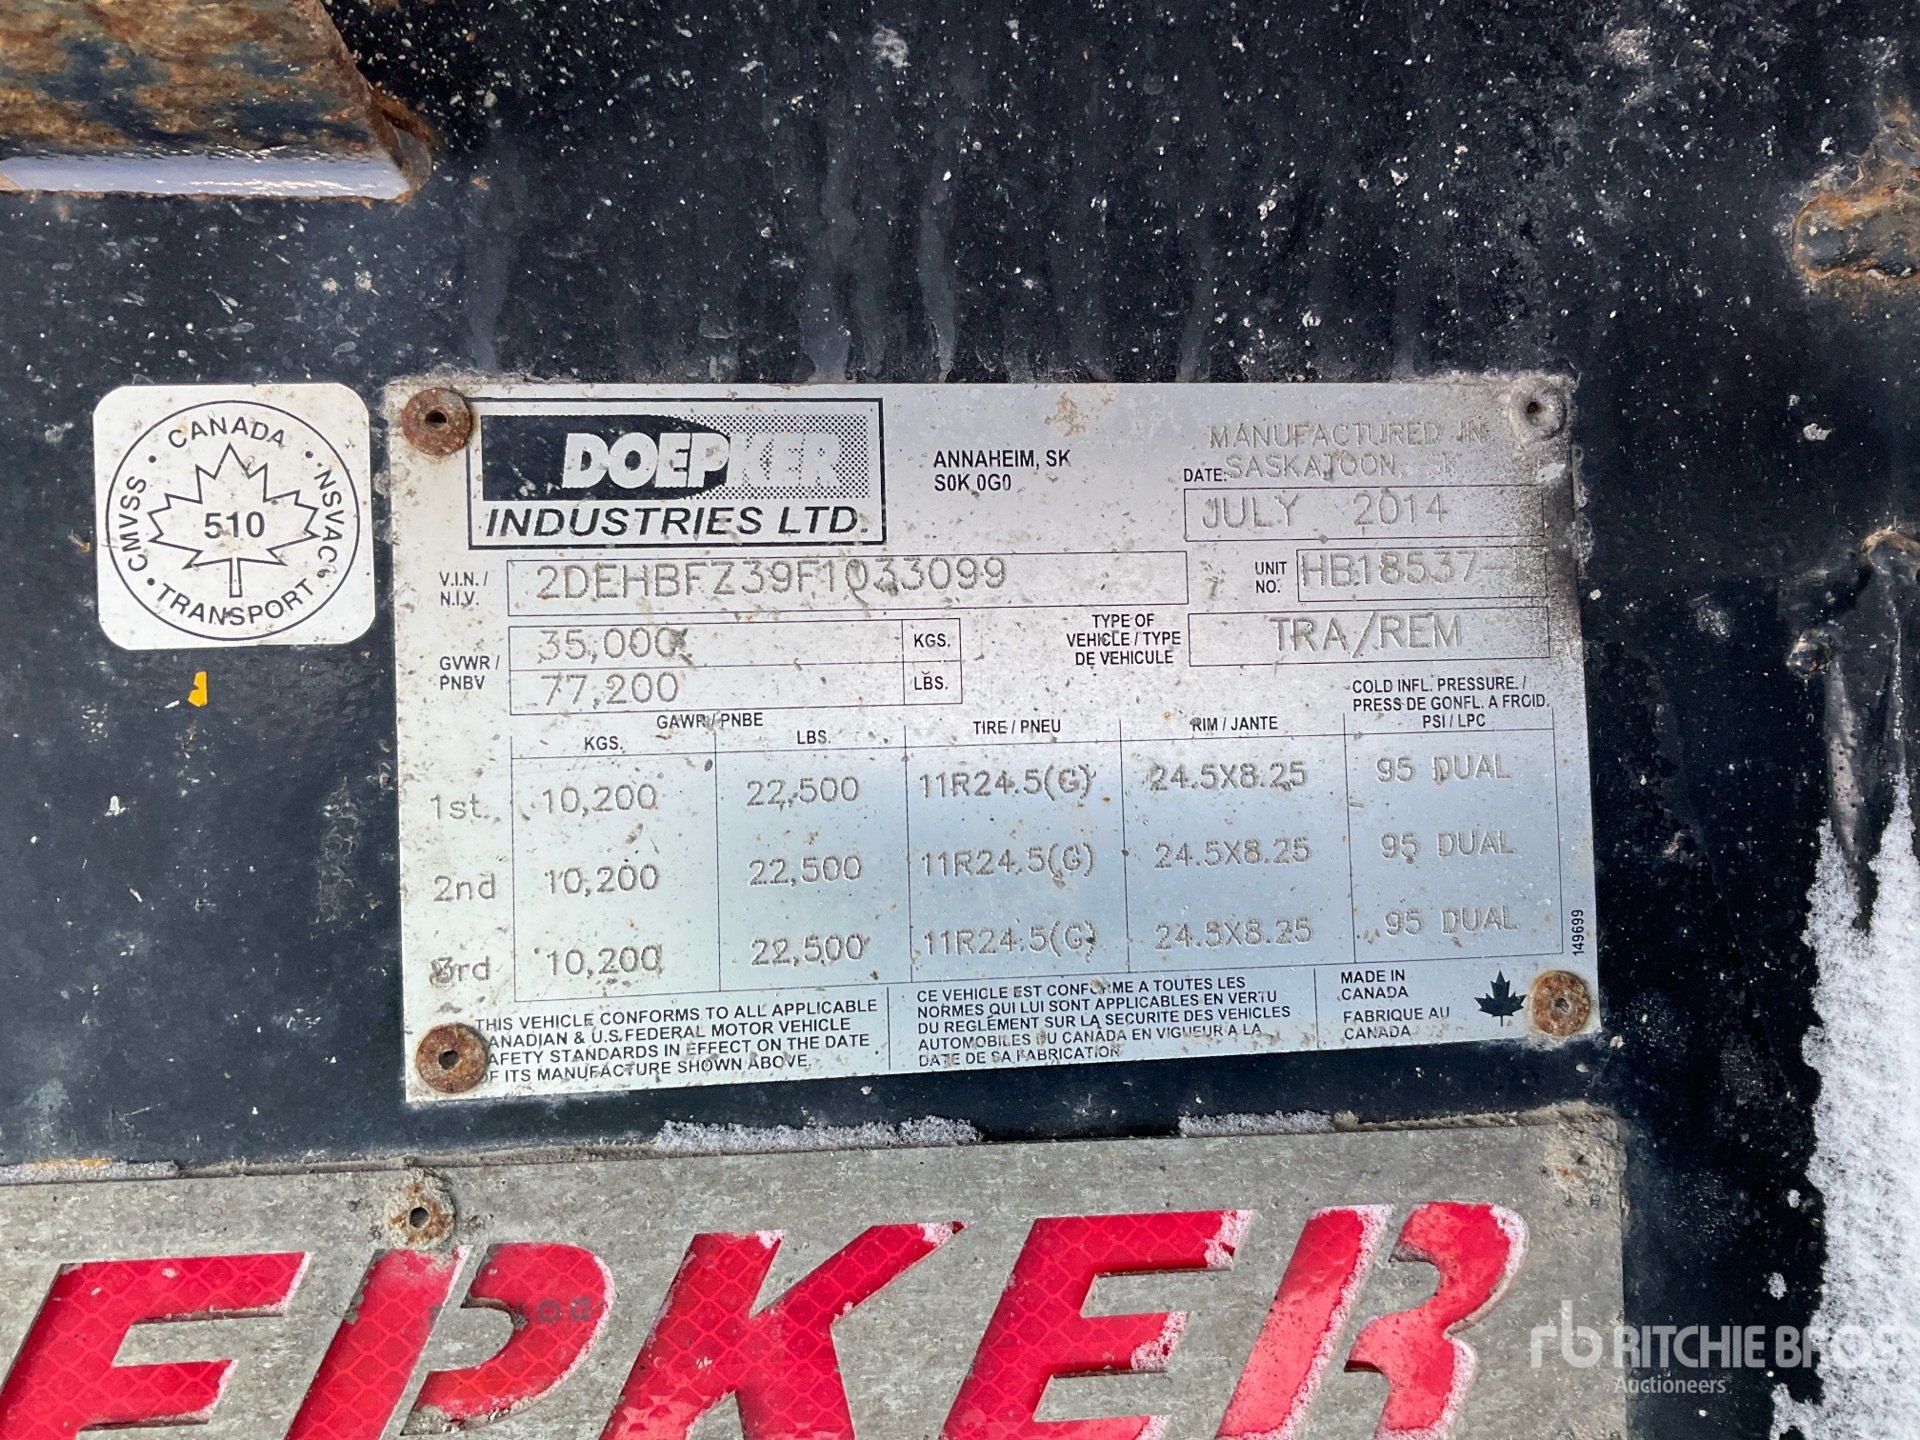 CANADA
CMVSS · NSVAC
510
TRANSPORT
DOEPKER
INDUSTRIES LTD.
ANNAHEIM, SK
S0K 0G0
MANUFACTURED IN
DATE: SASKATOON, SK
JULY 2014
V.I.N. /
N.I.V.
2DEHBFZ39F1033099
UNIT
NO.
HB18537-
GVWR /
PNBV
35,000 KGS.
77,200 LBS.
TYPE OF
VEHICLE / TYPE
DE VEHICULE
TRA/REM
COLD INFL. PRESSURE. /
PRESS DE GONFL. A FROID.
PSI / LPC
GAWR / PNBE
KGS. LBS. TIRE / PNEU RIM / JANTE
1st. 10,200 22,500 11R24.5(G) 24.5X8.25 95 DUAL
2nd 10,200 22,500 11R24.5(G) 24.5X8.25 95 DUAL
3rd 10,200 22,500 11R24.5(G) 24.5X8.25 95 DUAL
149699
THIS VEHICLE CONFORMS TO ALL APPLICABLE
CANADIAN & U.S. FEDERAL MOTOR VEHICLE
SAFETY STANDARDS IN EFFECT ON THE DATE
OF ITS MANUFACTURE SHOWN ABOVE.
CE VEHICLE EST CONFORME A TOUTES LES
NORMES QUI LUI SONT APPLICABLES EN VERTU
DU REGLEMENT SUR LA SECURITE DES VEHICLES
AUTOMOBILES DU CANADA EN VIGUEUR A LA
DATE DE SA FABRICATION
MADE IN
CANADA
FABRIQUE AU
CANADA
EPKER
rb RITCHIE BROS
Auctioneers